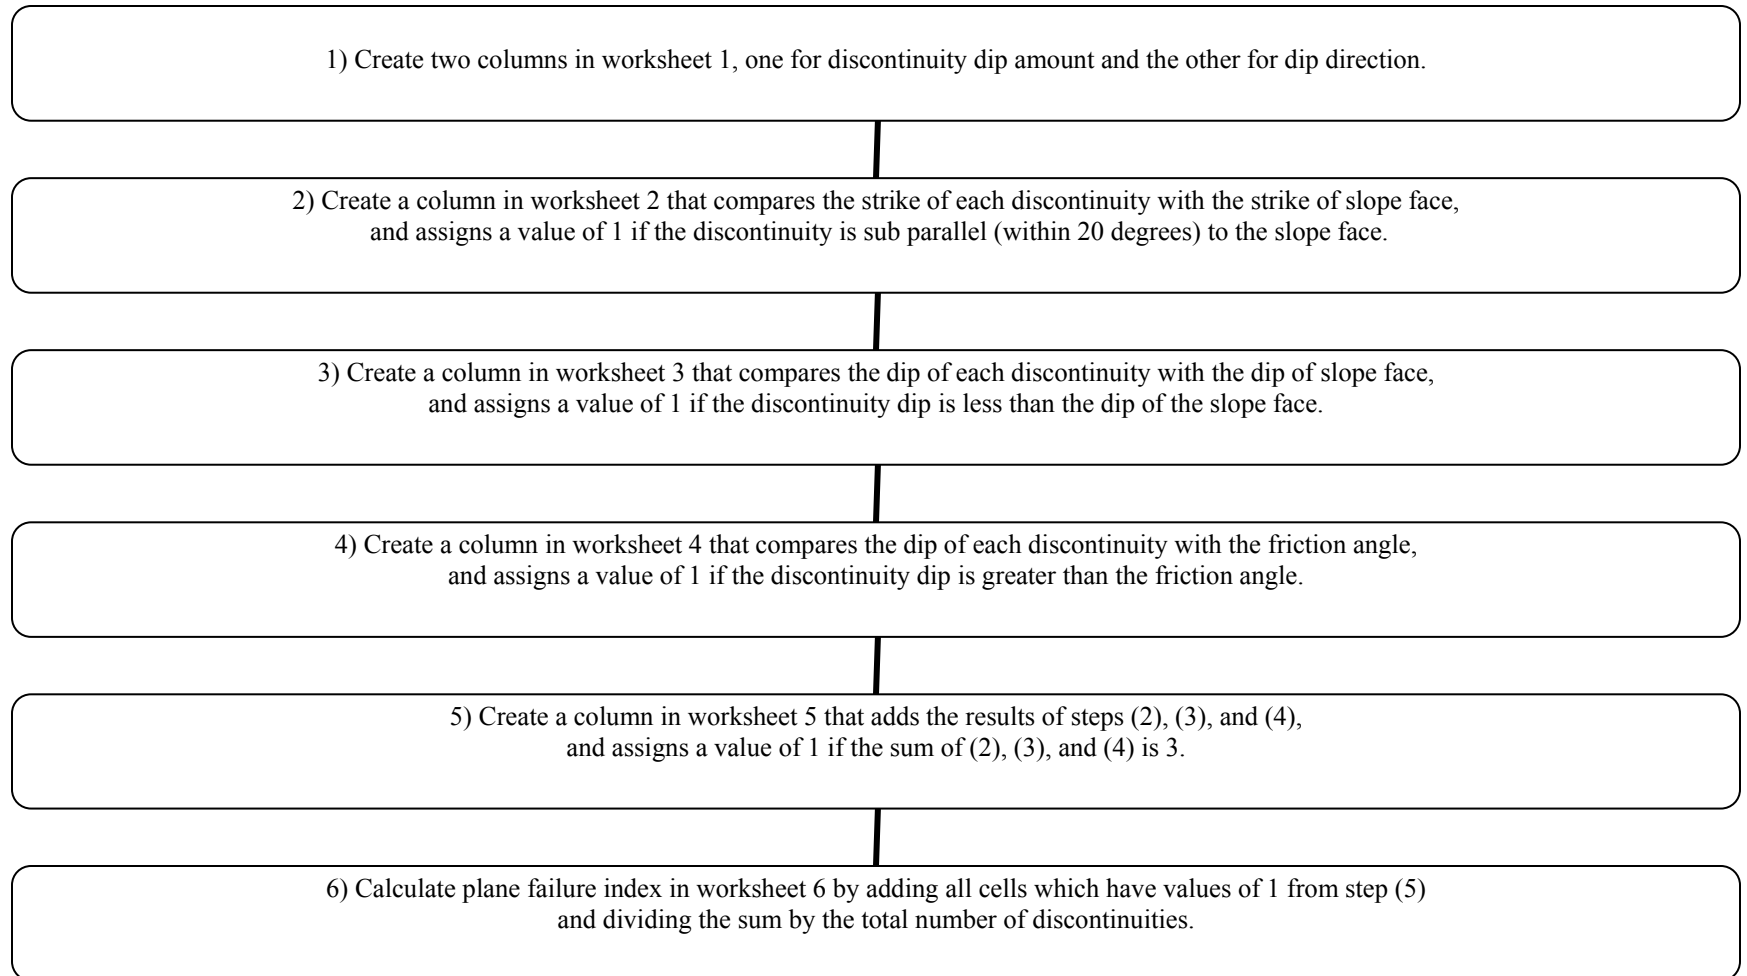 1) Create two columns in worksheet 1, one for discontinuity dip amount and the other for dip direction.
2) Create a column in worksheet 2 that compares the strike of each discontinuity with the strike of slope face,
and assigns a value of 1 if the discontinuity is sub parallel (within 20 degrees) to the slope face.
3) Create a column in worksheet 3 that compares the dip of each discontinuity with the dip of slope face,
and assigns a value of 1 if the discontinuity dip is less than the dip of the slope face.
4) Create a column in worksheet 4 that compares the dip of each discontinuity with the friction angle,
and assigns a value of 1 if the discontinuity dip is greater than the friction angle.
5) Create a column in worksheet 5 that adds the results of steps (2), (3), and (4),
and assigns a value of 1 if the sum of (2), (3), and (4) is 3.
6) Calculate plane failure index in worksheet 6 by adding all cells which have values of 1 from step (5)
and dividing the sum by the total number of discontinuities.